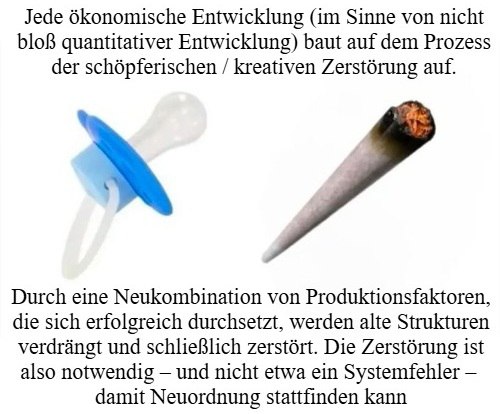 Jede ökonomische Entwicklung (im Sinne von nicht
bloß quantitativer Entwicklung) baut auf dem Prozess
der schöpferischen / kreativen Zerstörung auf.
Durch eine Neukombination von Produktionsfaktoren,
die sich erfolgreich durchsetzt, werden alte Strukturen
verdrängt und schließlich zerstört. Die Zerstörung ist
also notwendig – und nicht etwa ein Systemfehler –
damit Neuordnung stattfinden kann